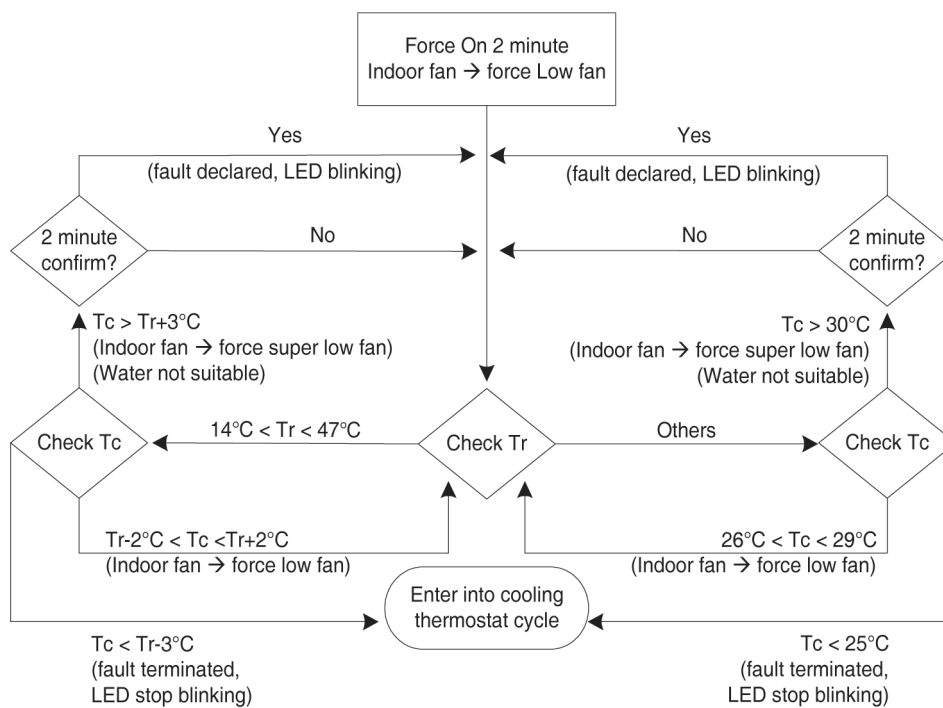 Force On 2 minute
Indoor fan → force Low fan
Yes
(fault declared, LED blinking)
Yes
(fault declared, LED blinking)
2 minute
confirm?
No
No
2 minute
confirm?
Tc > Tr+3°C
(Indoor fan → force super low fan)
(Water not suitable)
Tc > 30°C
(Indoor fan → force super low fan)
(Water not suitable)
Check Tc
14°C < Tr < 47°C
Check Tr
Others
Check Tc
Tr-2°C < Tc <Tr+2°C
(Indoor fan → force low fan)
26°C < Tc < 29°C
(Indoor fan → force low fan)
Enter into cooling
thermostat cycle
Tc < Tr-3°C
(fault terminated,
LED stop blinking)
Tc < 25°C
(fault terminated,
LED stop blinking)